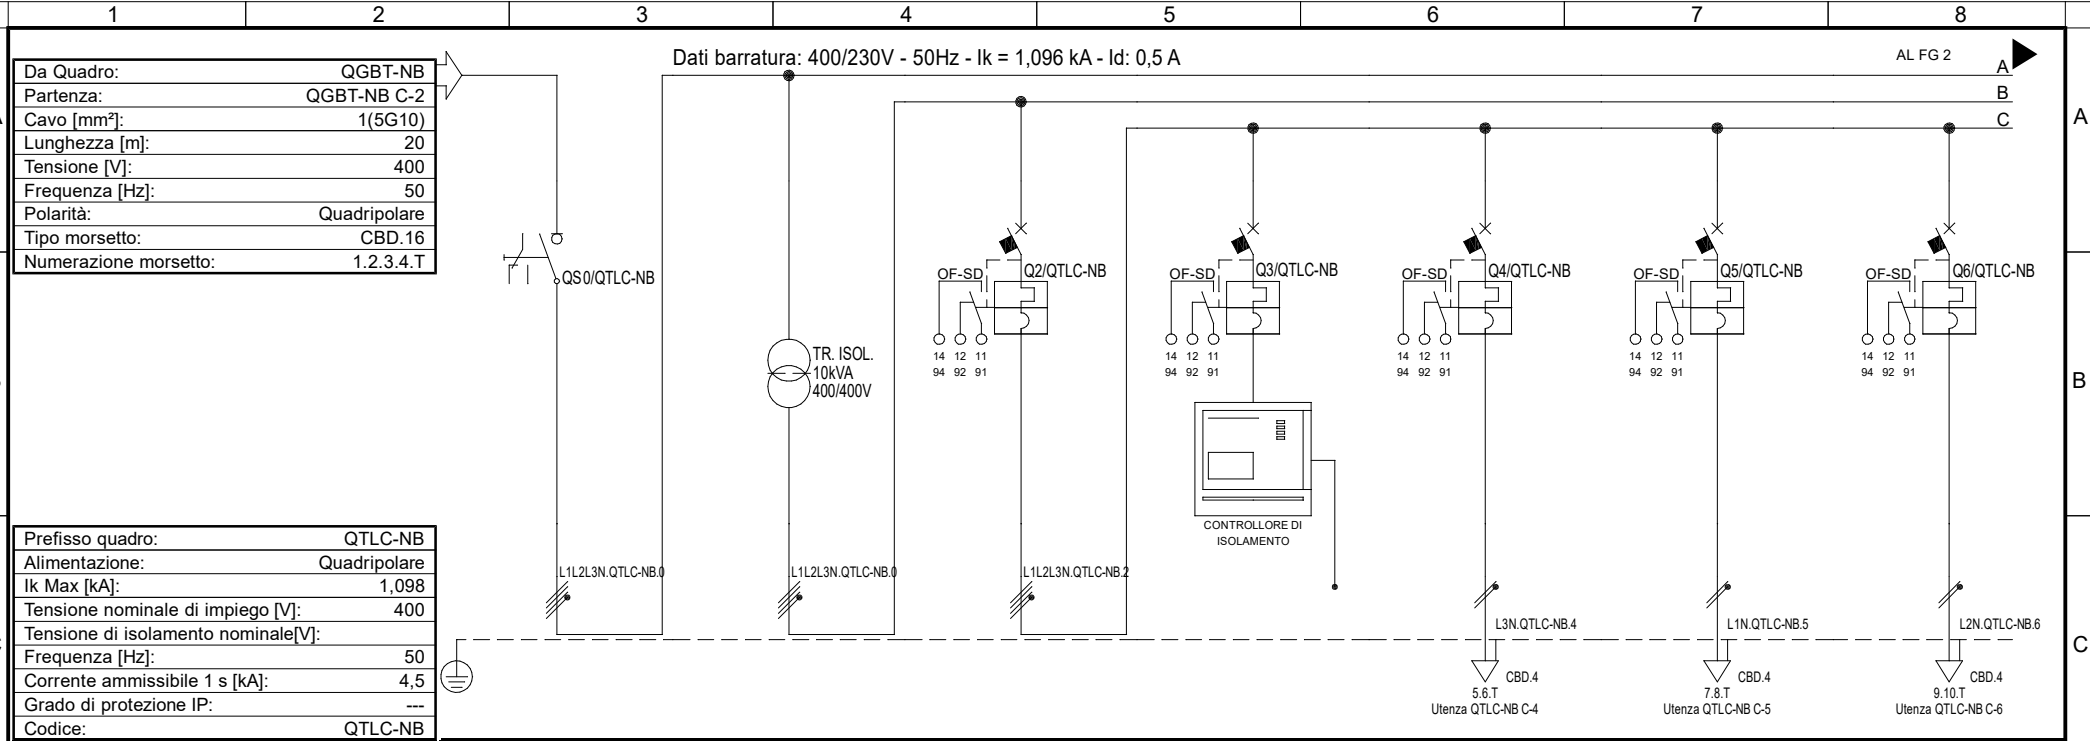 1 2 3 4 5 6 7 8
Dati barratura: 400/230V - 50Hz - Ik = 1,096 kA - Id: 0,5 A
AL FG 2
A
B
C
A
B
C
Da Quadro: QGBT-NB
Partenza: QGBT-NB C-2
Cavo [mm²]: 1(5G10)
Lunghezza [m]: 20
Tensione [V]: 400
Frequenza [Hz]: 50
Polarità: Quadripolare
Tipo morsetto: CBD.16
Numerazione morsetto: 1.2.3.4.T
QS0/QTLC-NB
TR. ISOL.
10kVA
400/400V
OF-SD Q2/QTLC-NB
14 12 11
94 92 91
OF-SD Q3/QTLC-NB
14 12 11
94 92 91
OF-SD Q4/QTLC-NB
14 12 11
94 92 91
OF-SD Q5/QTLC-NB
14 12 11
94 92 91
OF-SD Q6/QTLC-NB
14 12 11
94 92 91
CONTROLLORE DI
ISOLAMENTO
L1L2L3N.QTLC-NB.0
L1L2L3N.QTLC-NB.0
L1L2L3N.QTLC-NB.2
L3N.QTLC-NB.4
L1N.QTLC-NB.5
L2N.QTLC-NB.6
CBD.4
5.6.T
Utenza QTLC-NB C-4
CBD.4
7.8.T
Utenza QTLC-NB C-5
CBD.4
9.10.T
Utenza QTLC-NB C-6
Prefisso quadro: QTLC-NB
Alimentazione: Quadripolare
Ik Max [kA]: 1,098
Tensione nominale di impiego [V]: 400
Tensione di isolamento nominale[V]:
Frequenza [Hz]: 50
Corrente ammissibile 1 s [kA]: 4,5
Grado di protezione IP: ---
Codice: QTLC-NB